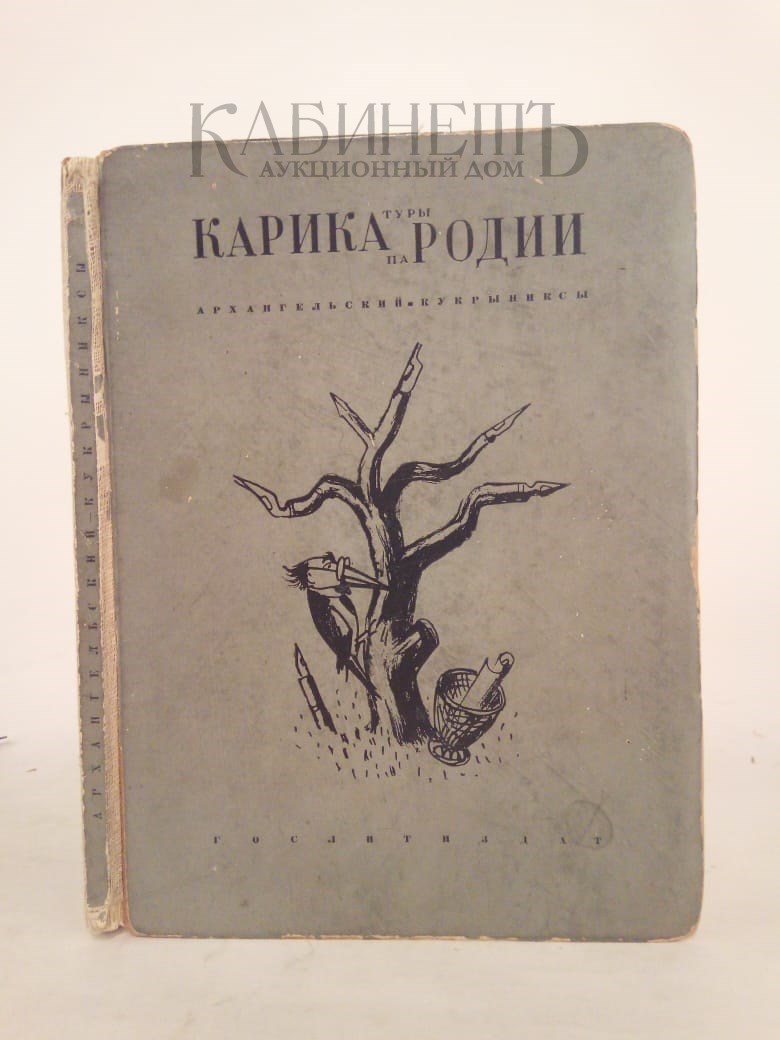 КАБИНЕТЪ
АУКЦИОННЫЙ ДОМ
КАРИКАТУРЫ
ПАРОДИИ
АРХАНГЕЛЬСКИЙ КУКРЫНИКСЫ
ГОСЛИТИЗДАТ
АРХАНГЕЛЬСКИЙ—КУКРЫНИКСЫ